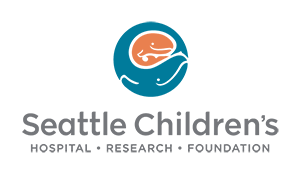 Seattle Children's
HOSPITAL • RESEARCH • FOUNDATION